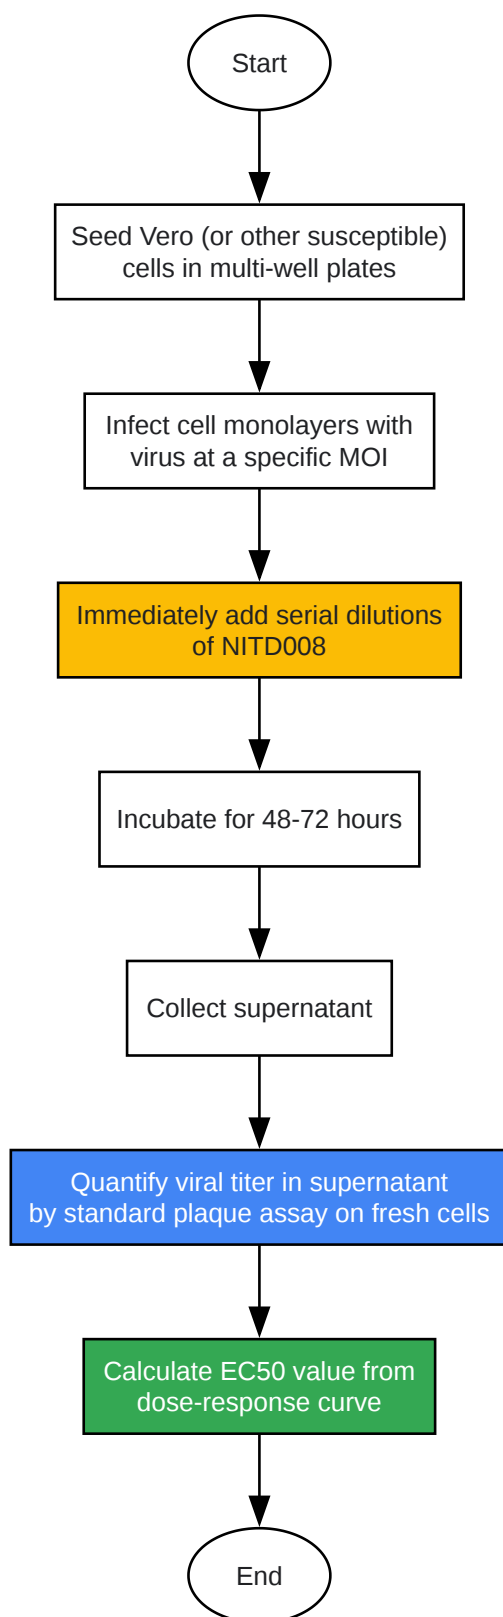 Start
Seed Vero (or other susceptible)
cells in multi-well plates
Infect cell monolayers with
virus at a specific MOI
Immediately add serial dilutions
of NITD008
Incubate for 48-72 hours
Collect supernatant
Quantify viral titer in supernatant
by standard plaque assay on fresh cells
Calculate EC50 value from
dose-response curve
End